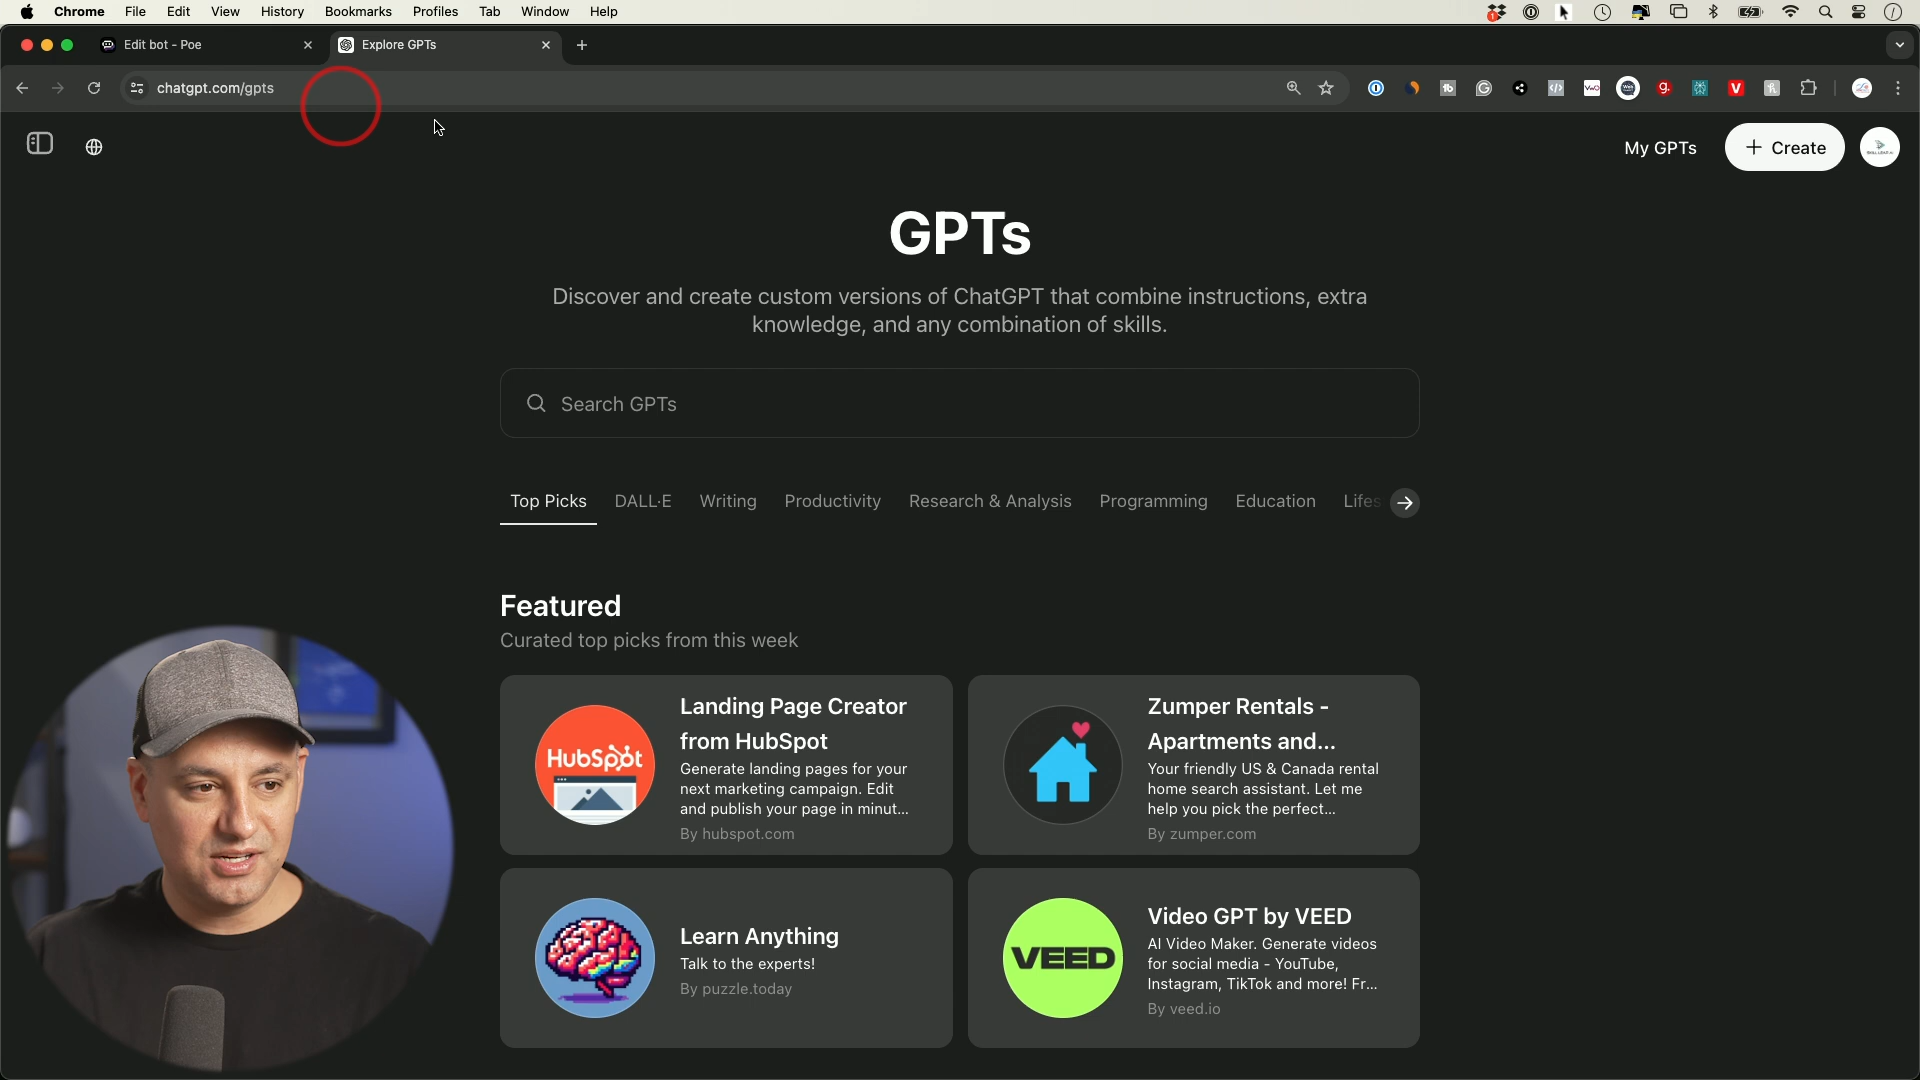 Chrome File Edit View History Bookmarks Profiles Tab Window Help
Edit bot - Poe
Explore GPTs
chatgpt.com/gpts
My GPTs
+ Create
GPTs
Discover and create custom versions of ChatGPT that combine instructions, extra
knowledge, and any combination of skills.
Search GPTs
Top Picks DALL·E Writing Productivity Research & Analysis Programming Education Lifes
Featured
Curated top picks from this week
HubSpot
Landing Page Creator
from HubSpot
Generate landing pages for your
next marketing campaign. Edit
and publish your page in minut...
By hubspot.com
Zumper Rentals -
Apartments and...
Your friendly US & Canada rental
home search assistant. Let me
help you pick the perfect...
By zumper.com
Learn Anything
Talk to the experts!
By puzzle.today
VEED
Video GPT by VEED
AI Video Maker. Generate videos
for social media - YouTube,
Instagram, TikTok and more! Fr...
By veed.io